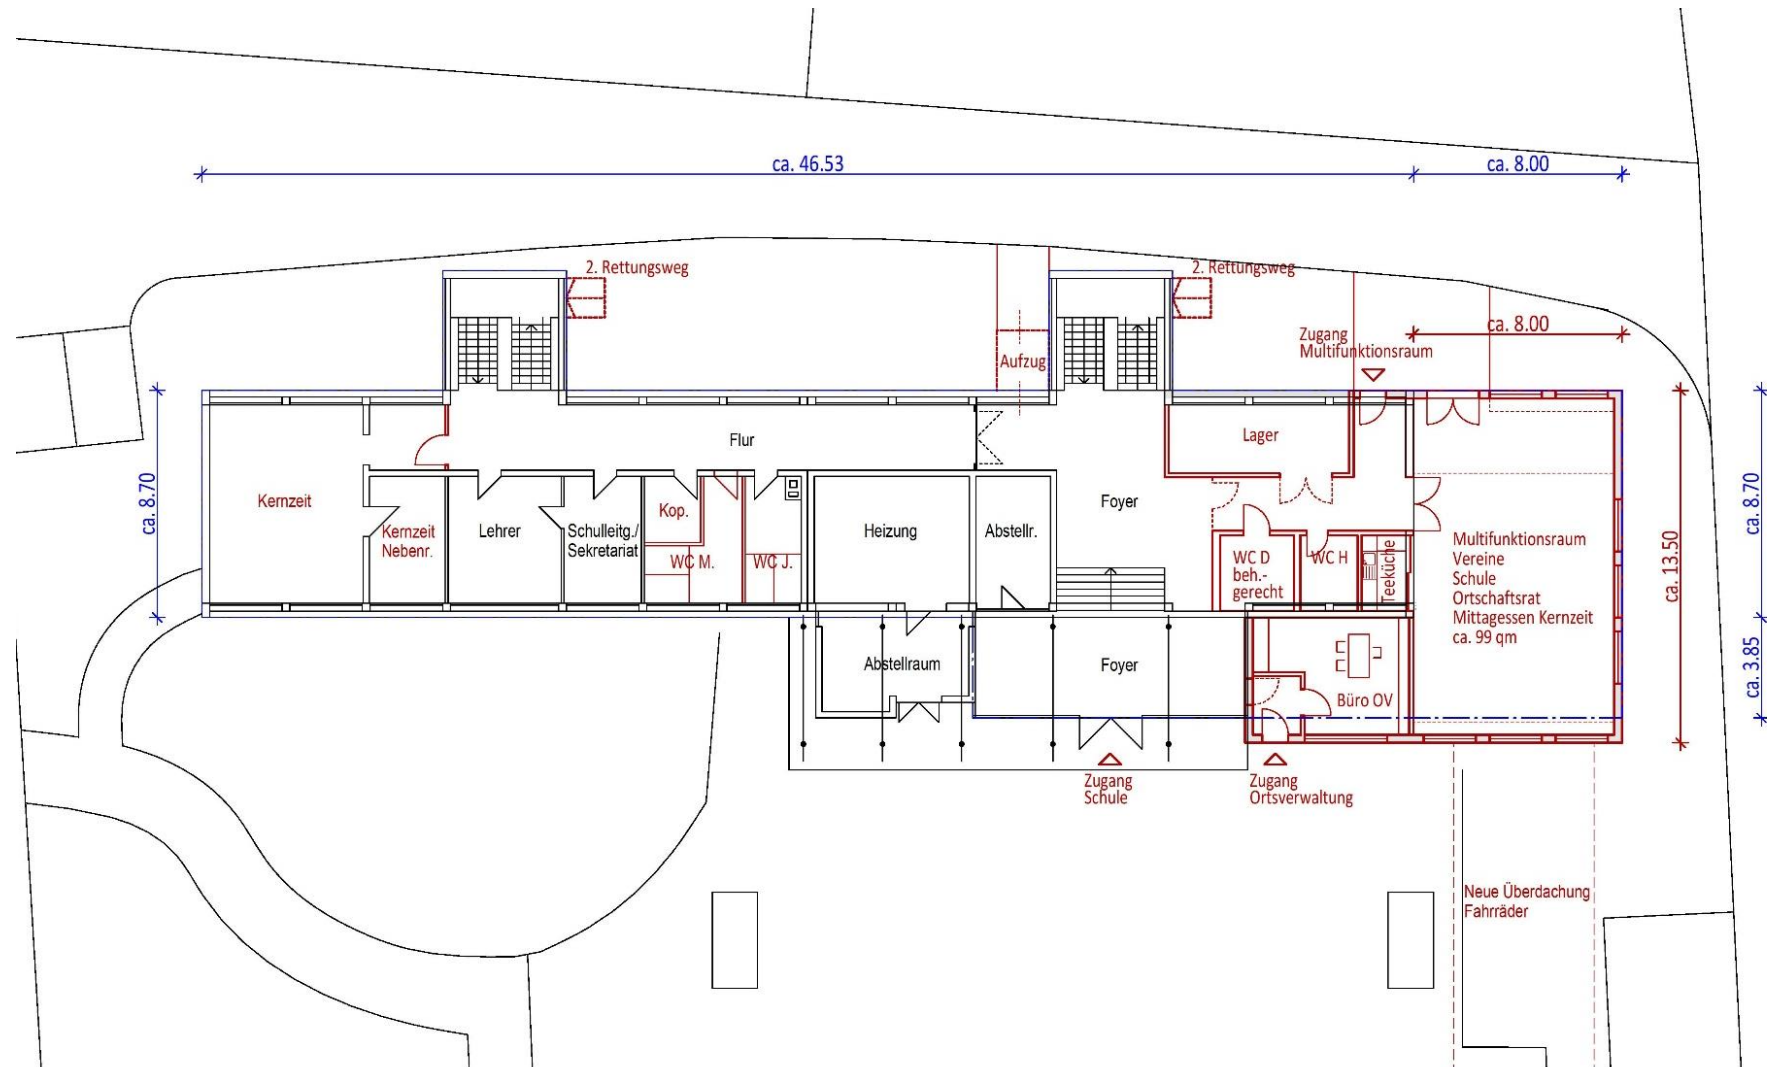 ca. 46.53
ca. 8.00
2. Rettungsweg
2. Rettungsweg
ca. 8.00
Zugang
Multifunktionsraum
Aufzug
Flur
Lager
Kernzeit
Kernzeit
Nebenr.
Lehrer
Schulleitg./
Sekretariat
Kop.
WC M.
WC J.
Heizung
Abstellr.
Foyer
WC D
beh.-
gerecht
WC H
Teeküche
Multifunktionsraum
Vereine
Schule
Ortschaftsrat
Mittagessen Kernzeit
ca. 99 qm
ca. 8.70
ca. 8.70
ca. 13.50
ca. 3.85
Abstellraum
Foyer
Büro OV
Zugang
Schule
Zugang
Ortsverwaltung
Neue Überdachung
Fahrräder